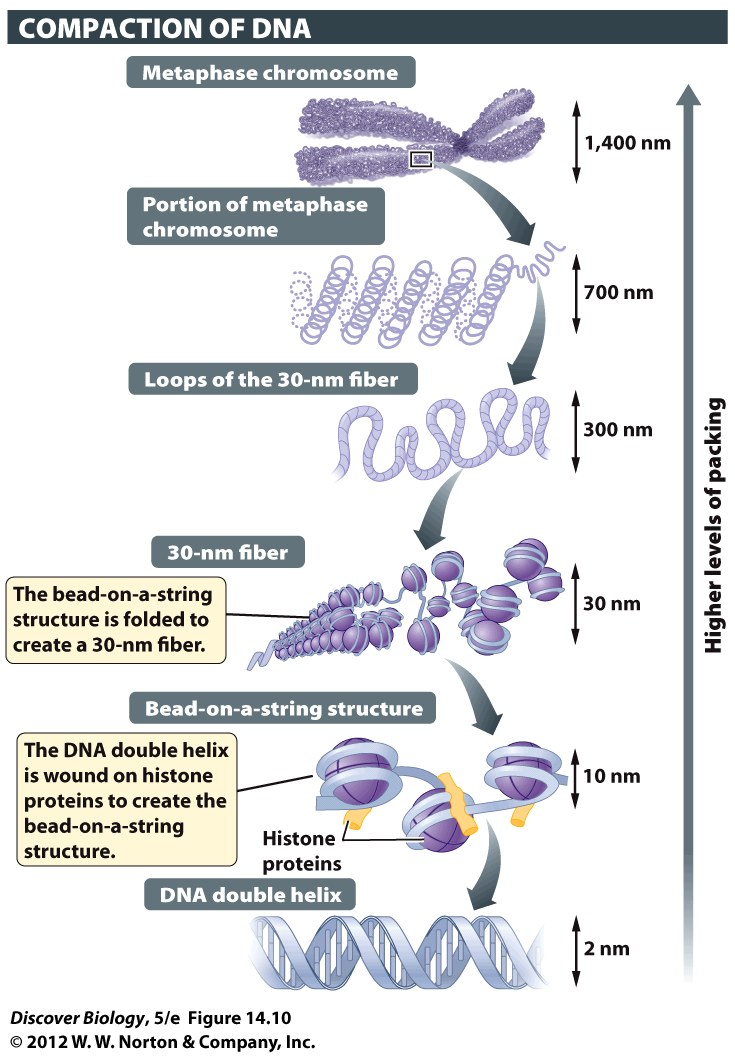 COMPACTION OF DNA
Metaphase chromosome
1,400 nm
Portion of metaphase
chromosome
700 nm
Loops of the 30-nm fiber
300 nm
Higher levels of packing
30-nm fiber
The bead-on-a-string
structure is folded to
create a 30-nm fiber.
30 nm
Bead-on-a-string structure
The DNA double helix
is wound on histone
proteins to create the
bead-on-a-string
structure.
10 nm
Histone
proteins
DNA double helix
2 nm
Discover Biology, 5/e Figure 14.10
© 2012 W. W. Norton & Company, Inc.